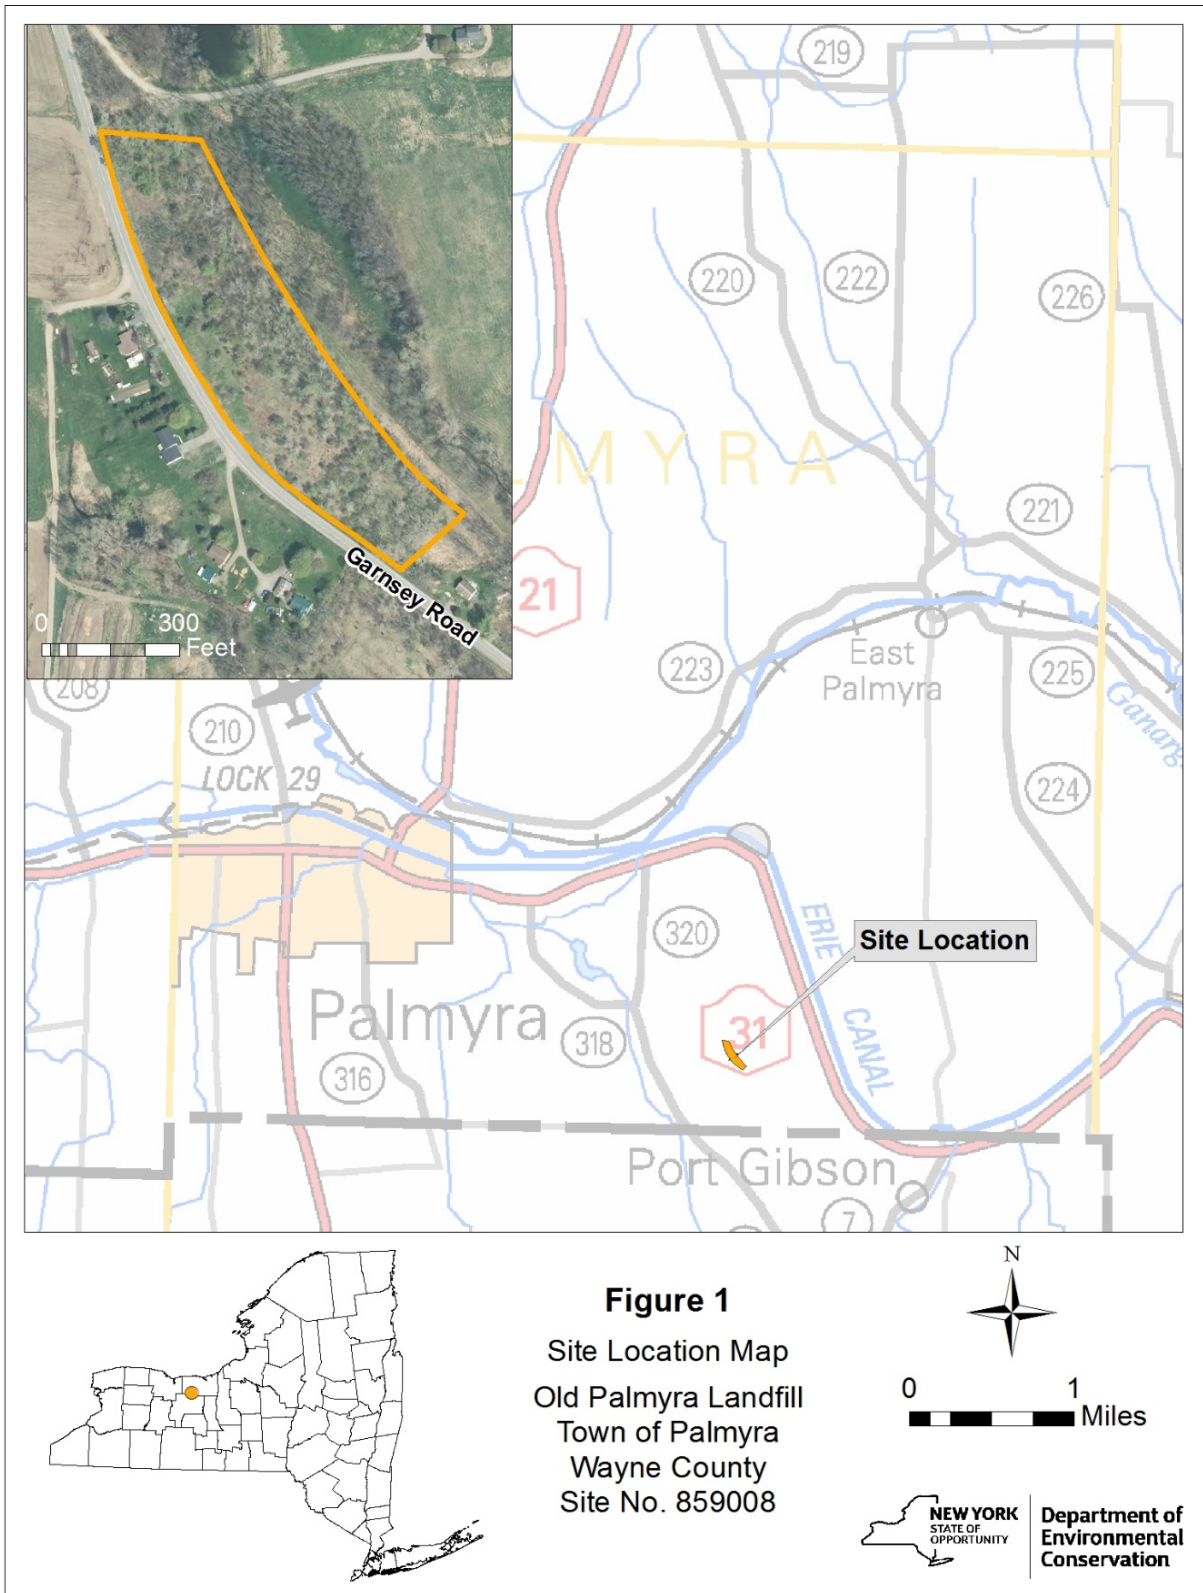 219
220
222
226
MYRA
221
21
Garnsey Road
0 300
Feet
223
East
Palmyra
225
Ganarg
208
210
LOCK 29
224
ERIE
CANAL
320
Site Location
31
Palmyra
318
316
Port Gibson
7
Figure 1
Site Location Map
Old Palmyra Landfill
Town of Palmyra
Wayne County
Site No. 859008
N
0 1
Miles
NEW YORK
STATE OF
OPPORTUNITY
Department of
Environmental
Conservation